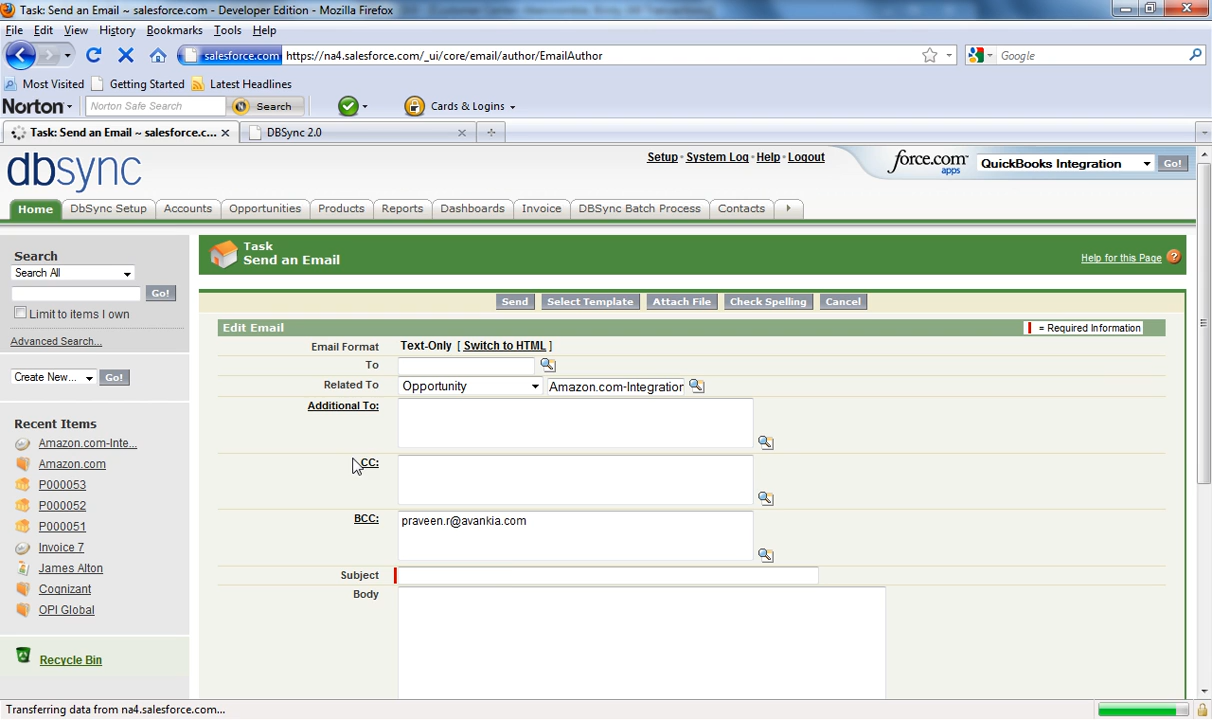 Task: Send an Email ~ salesforce.com - Developer Edition - Mozilla Firefox
File Edit View History Bookmarks Tools Help
salesforce.com https://na4.salesforce.com/_ui/core/email/author/EmailAuthor Google
Most Visited Getting Started Latest Headlines
Norton Norton Safe Search Search Cards & Logins
Task: Send an Email ~ salesforce.c... DBSync 2.0
dbsync
Setup · System Log · Help · Logout
force.com apps
QuickBooks Integration Go!
Home DbSync Setup Accounts Opportunities Products Reports Dashboards Invoice DBSync Batch Process Contacts
Search
Search All
Go!
Limit to items I own
Advanced Search...
Create New... Go!
Recent Items
Amazon.com-Inte...
Amazon.com
P000053
P000052
P000051
Invoice 7
James Alton
Cognizant
OPI Global
Recycle Bin
Task
Send an Email
Help for this Page ?
Send Select Template Attach File Check Spelling Cancel
Edit Email = Required Information
Email Format Text-Only [ Switch to HTML ]
To
Related To Opportunity Amazon.com-Integration
Additional To:
CC:
BCC: praveen.r@avankia.com
Subject
Body
Transferring data from na4.salesforce.com...